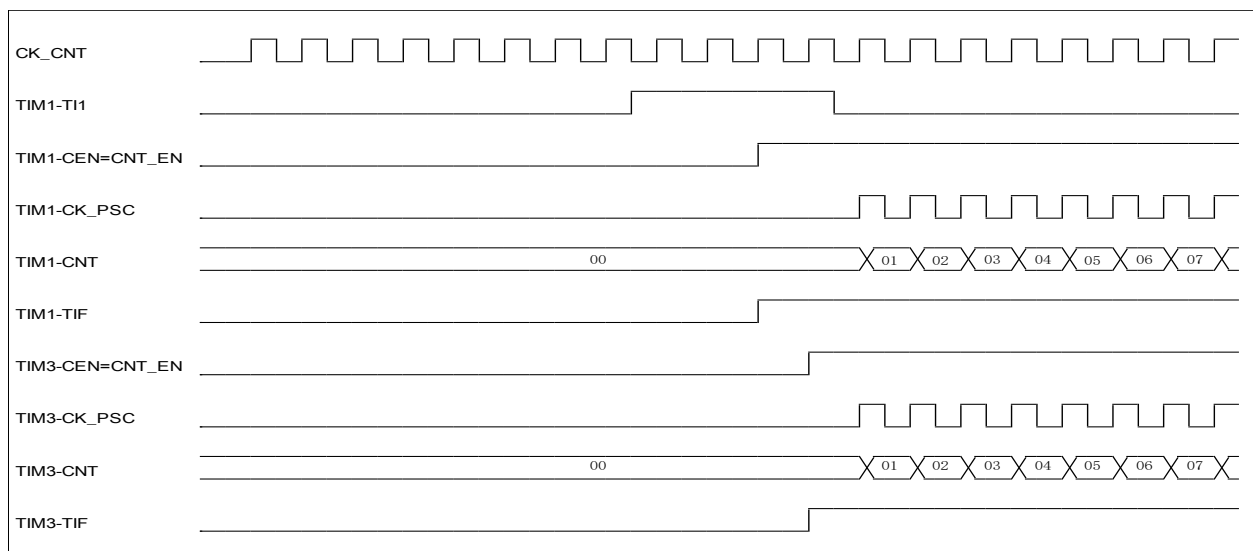 CK_CNT
TIM1-TI1
TIM1-CEN=CNT_EN
TIM1-CK_PSC
TIM1-CNT 00 01 02 03 04 05 06 07
TIM1-TIF
TIM3-CEN=CNT_EN
TIM3-CK_PSC
TIM3-CNT 00 01 02 03 04 05 06 07
TIM3-TIF